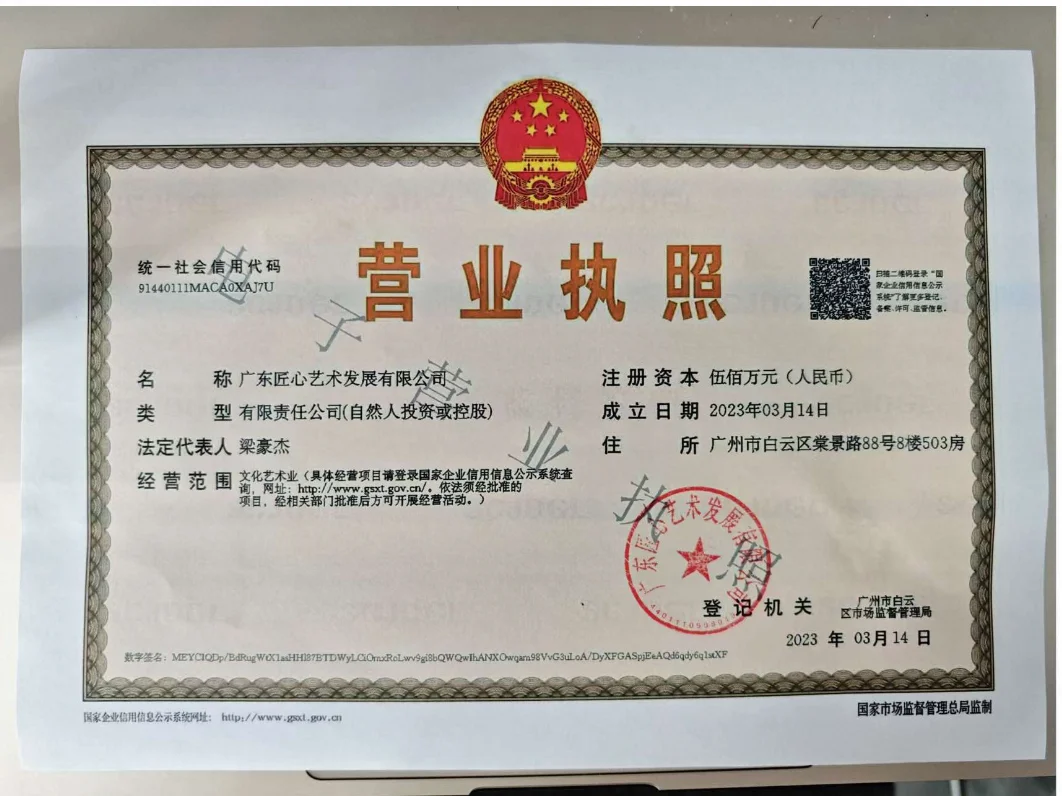 营业执照
统一社会信用代码
91440111MACA0XAJ7U
扫描二维码登录“国
家企业信用信息公示
系统”了解更多登记、
备案、许可、监管信息。
名称 广东匠心艺术发展有限公司
类型 有限责任公司(自然人投资或控股)
法定代表人 梁豪杰
经营范围 文化艺术业（具体经营项目请登录国家企业信用信息公示系统查
询，网址：http://www.gsxt.gov.cn/。依法须经批准的
项目，经相关部门批准后方可开展经营活动。）
注册资本 伍佰万元（人民币）
成立日期 2023年03月14日
住所 广州市白云区棠景路88号8楼503房
电子营业执照
广东匠心艺术发展有限公司
登记机关
广州市白云
区市场监督管理局
2023 年 03月 14 日
数字签名：
国家企业信用信息公示系统网址： http://www.gsxt.gov.cn
国家市场监督管理总局监制